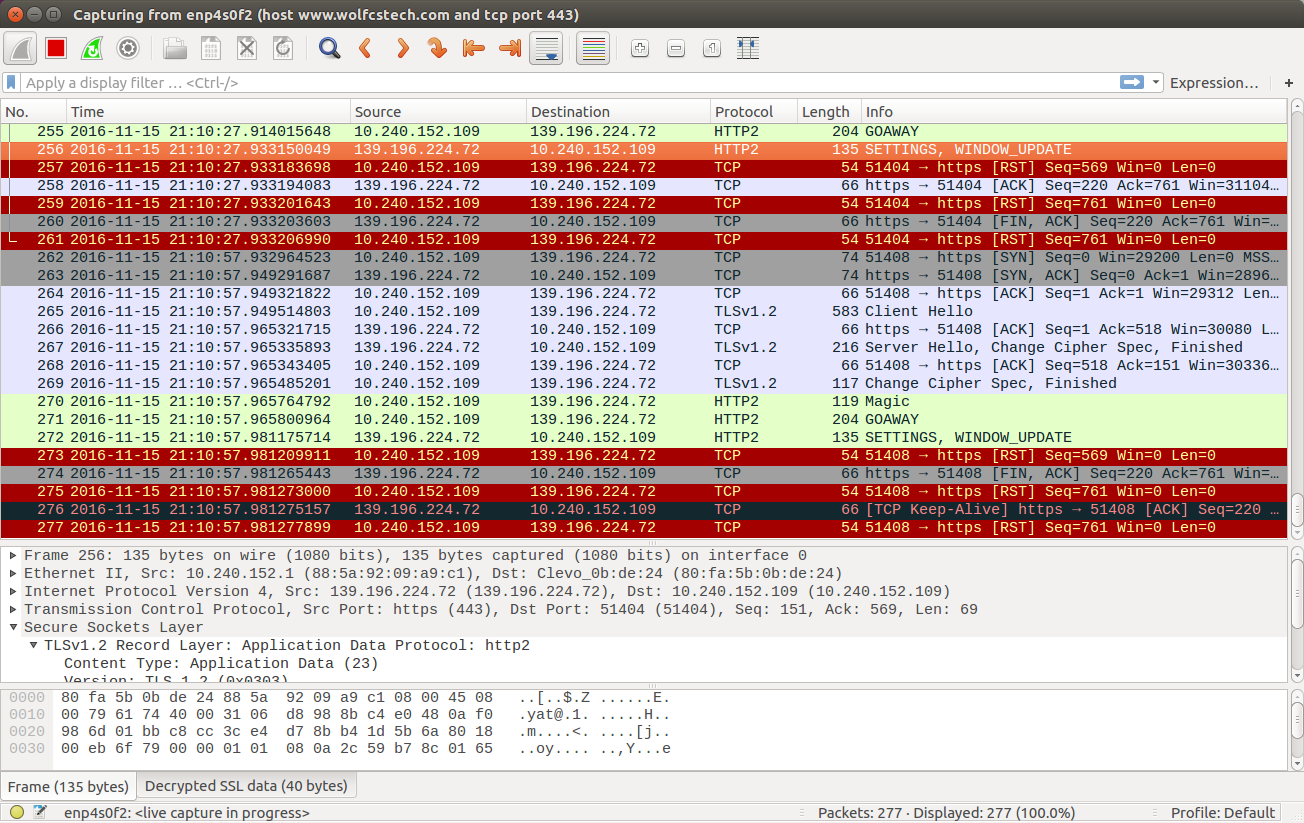 Capturing from enp4s0f2 (host www.wolfcstech.com and tcp port 443)
Apply a display filter … <Ctrl-/> Expression… +
No. Time Source Destination Protocol Length Info
255 2016-11-15 21:10:27.914015648 10.240.152.109 139.196.224.72 HTTP2 204 GOAWAY
256 2016-11-15 21:10:27.933150049 139.196.224.72 10.240.152.109 HTTP2 135 SETTINGS, WINDOW_UPDATE
257 2016-11-15 21:10:27.933183698 10.240.152.109 139.196.224.72 TCP 54 51404 → https [RST] Seq=569 Win=0 Len=0
258 2016-11-15 21:10:27.933194083 139.196.224.72 10.240.152.109 TCP 66 https → 51404 [ACK] Seq=220 Ack=761 Win=31104…
259 2016-11-15 21:10:27.933201643 10.240.152.109 139.196.224.72 TCP 54 51404 → https [RST] Seq=761 Win=0 Len=0
260 2016-11-15 21:10:27.933203603 139.196.224.72 10.240.152.109 TCP 66 https → 51404 [FIN, ACK] Seq=220 Ack=761 Win=…
261 2016-11-15 21:10:27.933206990 10.240.152.109 139.196.224.72 TCP 54 51404 → https [RST] Seq=761 Win=0 Len=0
262 2016-11-15 21:10:57.932964523 10.240.152.109 139.196.224.72 TCP 74 51408 → https [SYN] Seq=0 Win=29200 Len=0 MSS…
263 2016-11-15 21:10:57.949291687 139.196.224.72 10.240.152.109 TCP 74 https → 51408 [SYN, ACK] Seq=0 Ack=1 Win=2896…
264 2016-11-15 21:10:57.949321822 10.240.152.109 139.196.224.72 TCP 66 51408 → https [ACK] Seq=1 Ack=1 Win=29312 Len…
265 2016-11-15 21:10:57.949514803 10.240.152.109 139.196.224.72 TLSv1.2 583 Client Hello
266 2016-11-15 21:10:57.965321715 139.196.224.72 10.240.152.109 TCP 66 https → 51408 [ACK] Seq=1 Ack=518 Win=30080 L…
267 2016-11-15 21:10:57.965335893 139.196.224.72 10.240.152.109 TLSv1.2 216 Server Hello, Change Cipher Spec, Finished
268 2016-11-15 21:10:57.965343405 10.240.152.109 139.196.224.72 TCP 66 51408 → https [ACK] Seq=518 Ack=151 Win=30336…
269 2016-11-15 21:10:57.965485201 10.240.152.109 139.196.224.72 TLSv1.2 117 Change Cipher Spec, Finished
270 2016-11-15 21:10:57.965764792 10.240.152.109 139.196.224.72 HTTP2 119 Magic
271 2016-11-15 21:10:57.965800964 10.240.152.109 139.196.224.72 HTTP2 204 GOAWAY
272 2016-11-15 21:10:57.981175714 139.196.224.72 10.240.152.109 HTTP2 135 SETTINGS, WINDOW_UPDATE
273 2016-11-15 21:10:57.981209911 10.240.152.109 139.196.224.72 TCP 54 51408 → https [RST] Seq=569 Win=0 Len=0
274 2016-11-15 21:10:57.981265443 139.196.224.72 10.240.152.109 TCP 66 https → 51408 [FIN, ACK] Seq=220 Ack=761 Win=…
275 2016-11-15 21:10:57.981273000 10.240.152.109 139.196.224.72 TCP 54 51408 → https [RST] Seq=761 Win=0 Len=0
276 2016-11-15 21:10:57.981275157 139.196.224.72 10.240.152.109 TCP 66 [TCP Keep-Alive] https → 51408 [ACK] Seq=220 …
277 2016-11-15 21:10:57.981277899 10.240.152.109 139.196.224.72 TCP 54 51408 → https [RST] Seq=761 Win=0 Len=0
Frame 256: 135 bytes on wire (1080 bits), 135 bytes captured (1080 bits) on interface 0
Ethernet II, Src: 10.240.152.1 (88:5a:92:09:a9:c1), Dst: Clevo_0b:de:24 (80:fa:5b:0b:de:24)
Internet Protocol Version 4, Src: 139.196.224.72 (139.196.224.72), Dst: 10.240.152.109 (10.240.152.109)
Transmission Control Protocol, Src Port: https (443), Dst Port: 51404 (51404), Seq: 151, Ack: 569, Len: 69
Secure Sockets Layer
TLSv1.2 Record Layer: Application Data Protocol: http2
Content Type: Application Data (23)
Version: TLS 1.2 (0x0303)
0000 80 fa 5b 0b de 24 88 5a 92 09 a9 c1 08 00 45 08 ..[..$.Z ......E.
0010 00 79 61 74 40 00 31 06 d8 98 8b c4 e0 48 0a f0 .yat@.1. .....H..
0020 98 6d 01 bb c8 cc 3c e4 d7 8b b4 1d 5b 6a 80 18 .m....<. ....[j..
0030 00 eb 6f 79 00 00 01 01 08 0a 2c 59 b7 8c 01 65 ..oy.... ..,Y...e
Frame (135 bytes) Decrypted SSL data (40 bytes)
enp4s0f2: <live capture in progress> Packets: 277 · Displayed: 277 (100.0%) Profile: Default